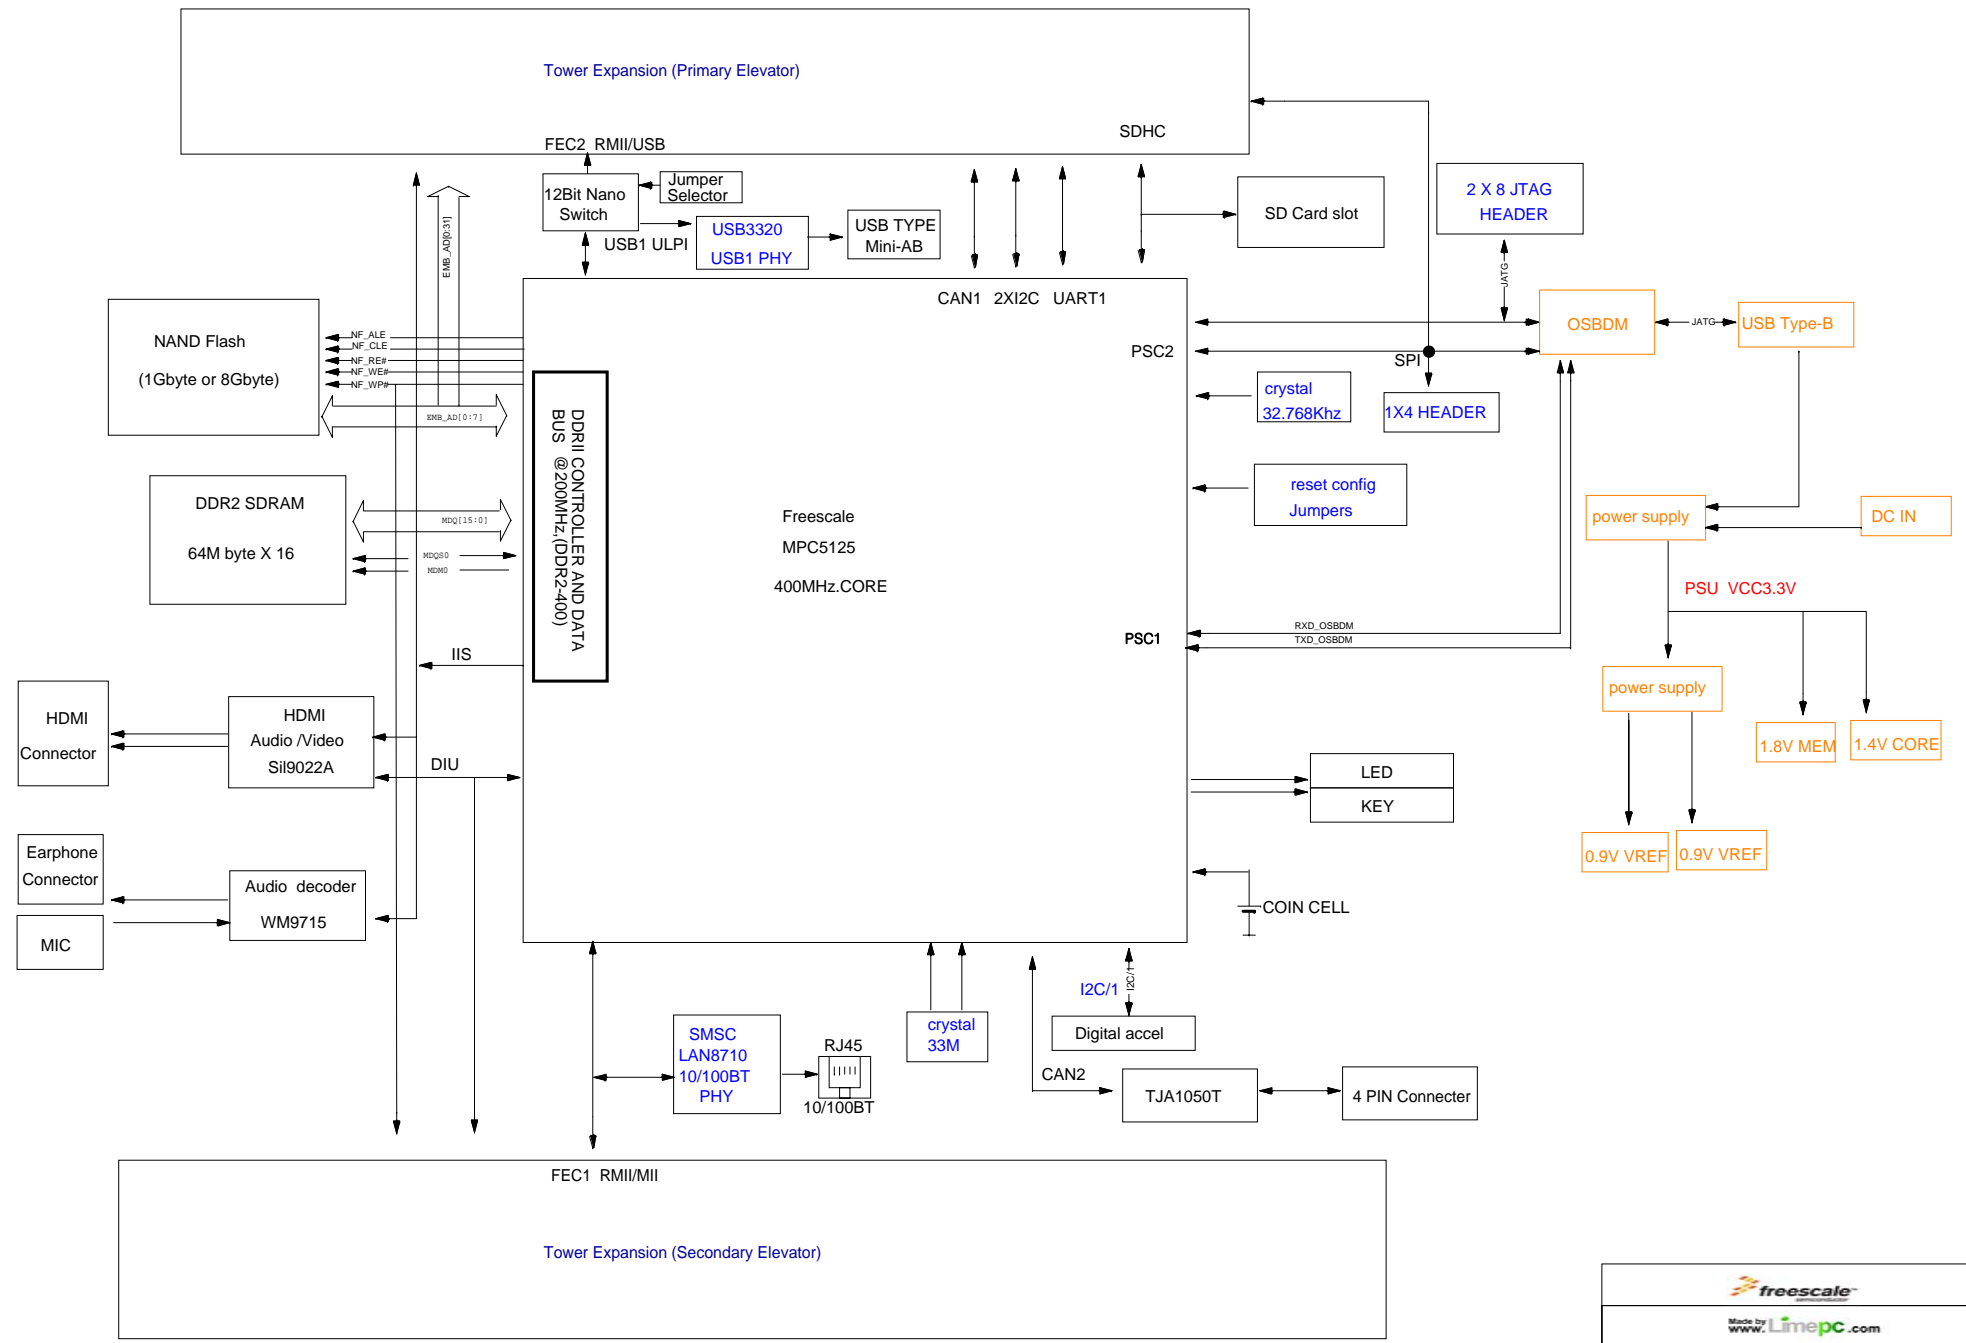 Tower Expansion (Primary Elevator)
FEC2 RMII/USB
SDHC
12Bit Nano
Switch
Jumper
Selector
USB1 ULPI
USB3320
USB1 PHY
USB TYPE
Mini-AB
SD Card slot
2 X 8 JTAG
HEADER
EMB_AD[0:31]
CAN1 2XI2C UART1
JATG
NAND Flash
(1Gbyte or 8Gbyte)
NF_ALE
NF_CLE
NF_RE#
NF_WE#
NF_WP#
EMB_AD[0:7]
PSC2
SPI
OSBDM
JATG
USB Type-B
crystal
32.768Khz
1X4 HEADER
DDRII CONTROLLER AND DATA
BUS @200MHz,(DDR2-400)
DDR2 SDRAM
64M byte X 16
MDQ[15:0]
MDQS0
MDM0
Freescale
MPC5125
400MHz.CORE
reset config
Jumpers
power supply
DC IN
PSU VCC3.3V
PSC1
RXD_OSBDM
TXD_OSBDM
IIS
HDMI
Connector
HDMI
Audio /Video
Sil9022A
DIU
power supply
1.8V MEM
1.4V CORE
LED
KEY
0.9V VREF
0.9V VREF
Earphone
Connector
MIC
Audio decoder
WM9715
COIN CELL
I2C/1
I2C/1
Digital accel
crystal
33M
SMSC
LAN8710
10/100BT
PHY
RJ45
10/100BT
CAN2
TJA1050T
4 PIN Connecter
FEC1 RMII/MII
Tower Expansion (Secondary Elevator)
freescale
semiconductor
Made by
www.Limepc.com